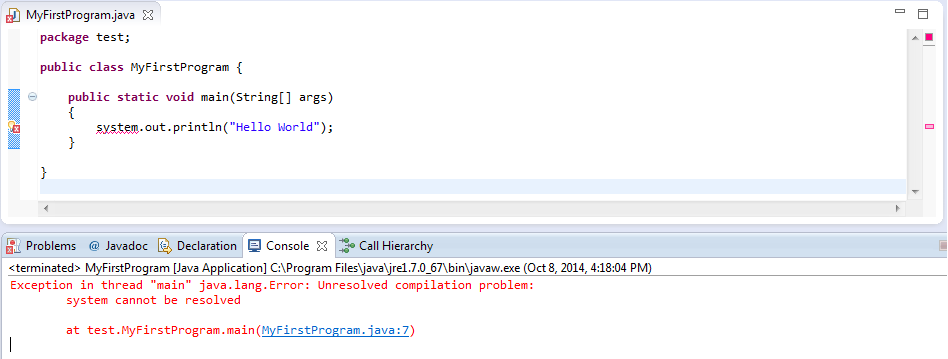 MyFirstProgram.java
package test;
public class MyFirstProgram {
public static void main(String[] args)
{
system.out.println("Hello World");
}
}
Problems @ Javadoc Declaration Console Call Hierarchy
<terminated> MyFirstProgram [Java Application] C:\Program Files\java\jre1.7.0_67\bin\javaw.exe (Oct 8, 2014, 4:18:04 PM)
Exception in thread "main" java.lang.Error: Unresolved compilation problem:
system cannot be resolved
at test.MyFirstProgram.main(MyFirstProgram.java:7)